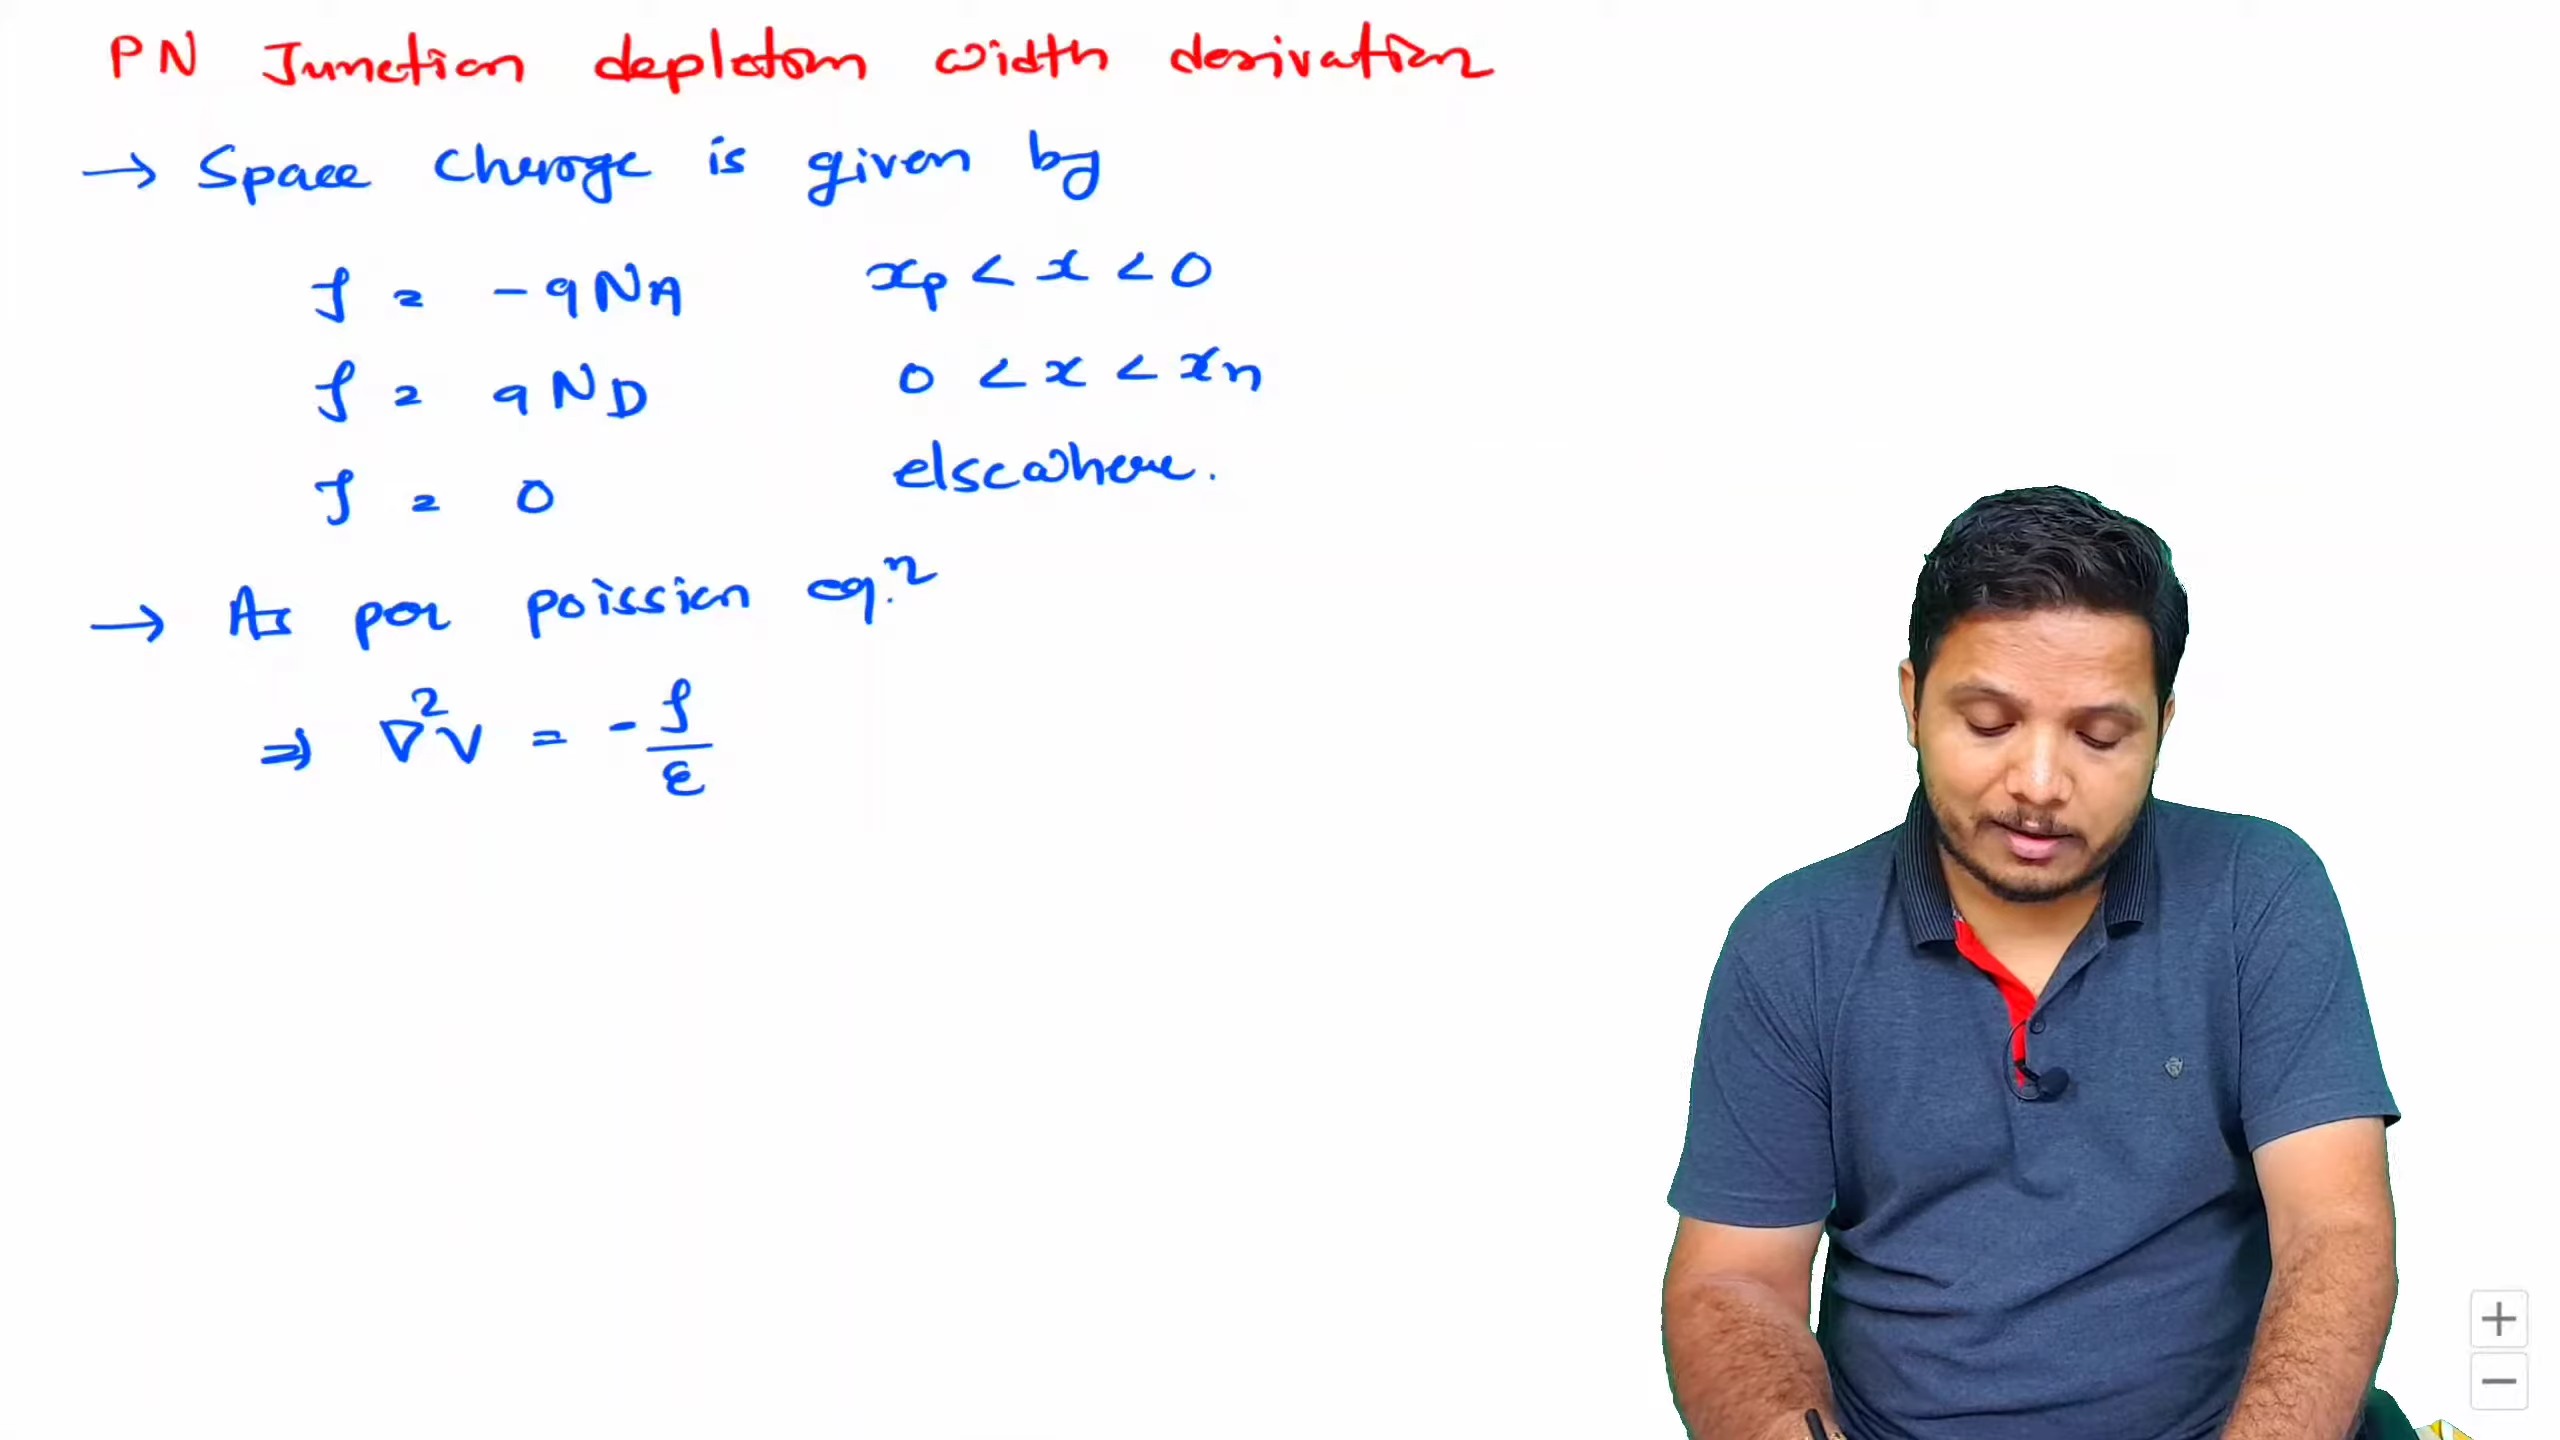 PN Junction depletom width derivation
→ Space Charge is given by
ρ = -qNA xp < x < 0
ρ = qND 0 < x < xn
ρ = 0 elsewhere.
→ As per poission eq.n
⇒ ∇²V = -ρ/ε